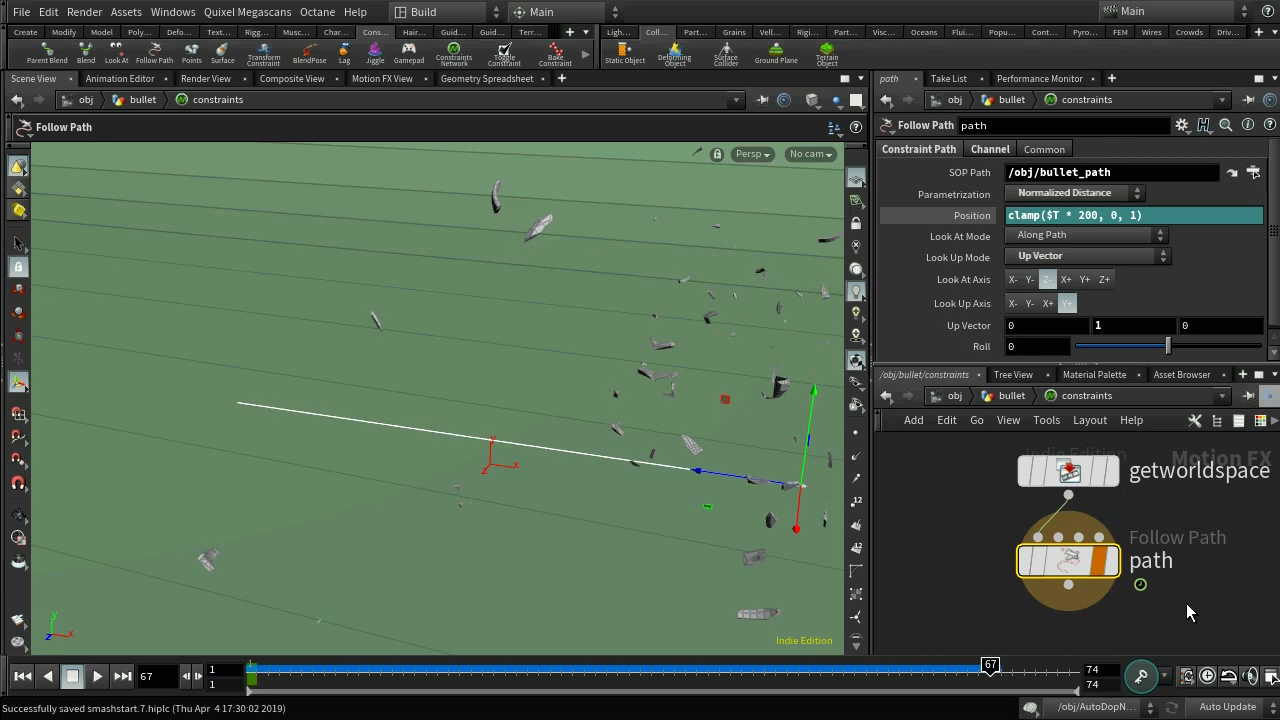 File Edit Render Assets Windows Quixel Megascans Octane Help Build Main Main
Create Modify Model Poly... Defo... Text... Rigg... Musc... Char... Cons... Hair... Guid... Guid... Terr... Ligh... Coll... Part... Grains Vell... Rigi... Part... Visc... Oceans Flui... Popu... Cont... Pyro... FEM Wires Crowds Driv...
Parent Blend Blend Look At Follow Path Points Surface Transform Constraint BlendPose Lag Jiggle Constraints Network Toggle Constraint Bake Constraint Static Object Deforming Object Surface Collider Ground Plane Terrain Object
Scene View Animation Editor Render View Composite View Motion FX View Geometry Spreadsheet
obj bullet constraints
Follow Path
Persp No cam
Indie Edition
path Take List Performance Monitor
obj bullet constraints
Follow Path path
Constraint Path Channel Common
SOP Path /obj/bullet_path
Parametrization Normalized Distance
Position clamp($T * 200, 0, 1)
Look At Mode Along Path
Look Up Mode Up Vector
Look At Axis X- Y- Z- X+ Y+ Z+
Look Up Axis X- Y- X+ Y+
Up Vector 0 1 0
Roll 0
/obj/bullet/constraints Tree View Material Palette Asset Browser
obj bullet constraints
Add Edit Go View Tools Layout Help
Indie Edition Motion FX
getworldspace
Follow Path
path
67 1 1 1 67 74 74
Successfully saved smashstart.7.hiplc (Thu Apr 4 17:30:02 2019)
/obj/AutoDopN... Auto Update